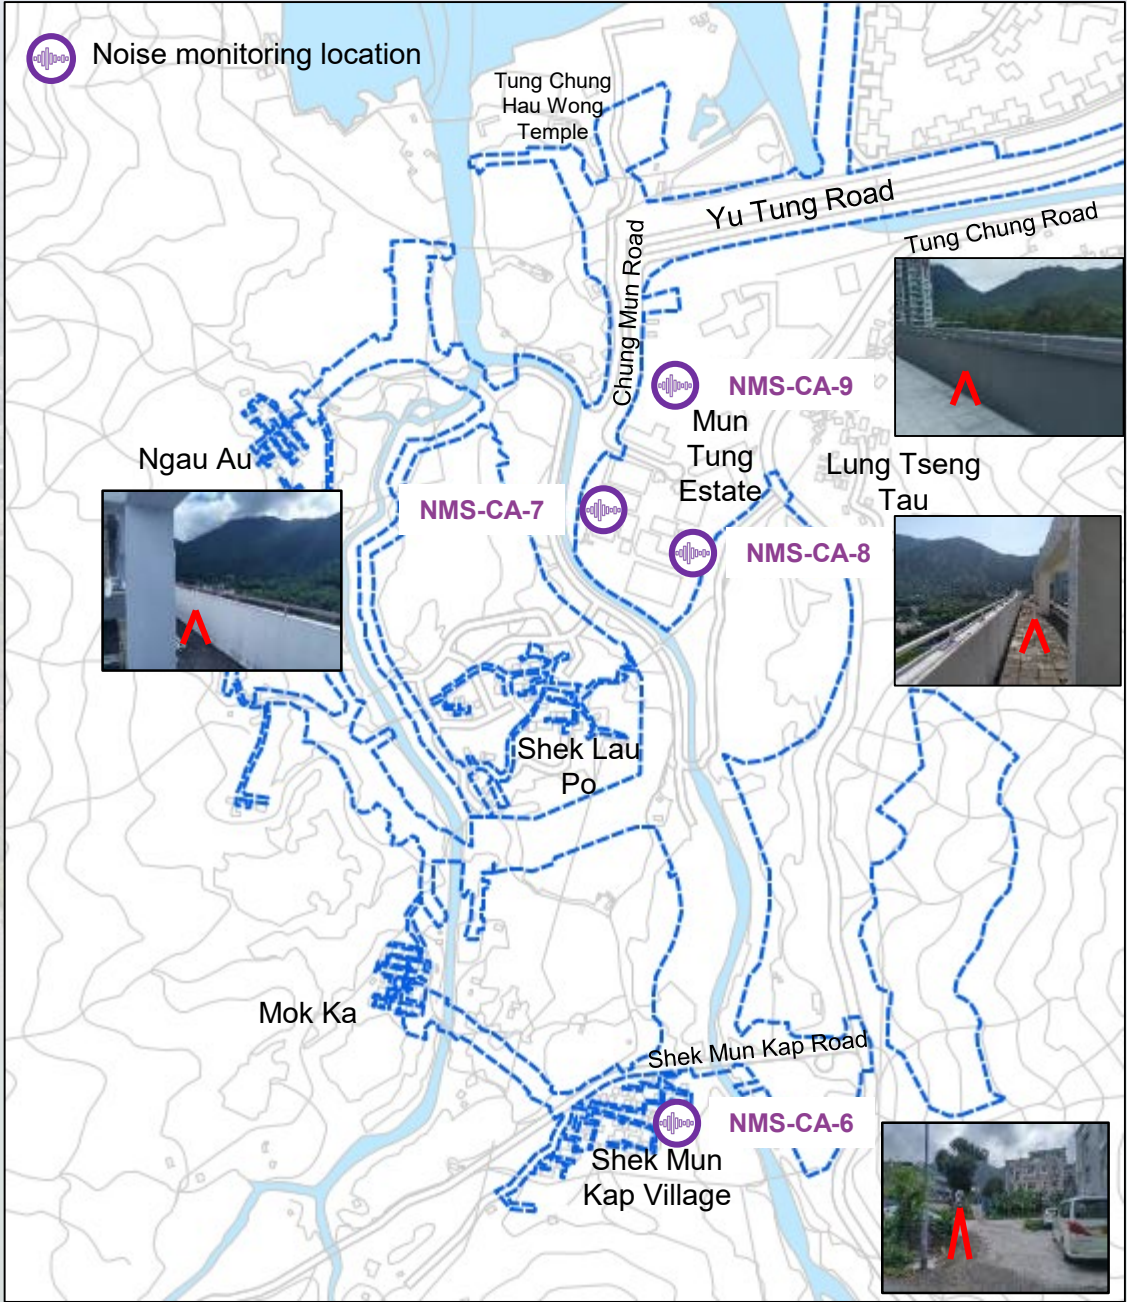 Noise monitoring location
Tung Chung
Hau Wong
Temple
Yu Tung Road
Tung Chung Road
Chung Mun Road
NMS-CA-9
Mun
Tung
Estate
Ngau Au
Lung Tseng
Tau
NMS-CA-7
NMS-CA-8
Shek Lau
Po
Mok Ka
Shek Mun Kap Road
NMS-CA-6
Shek Mun
Kap Village